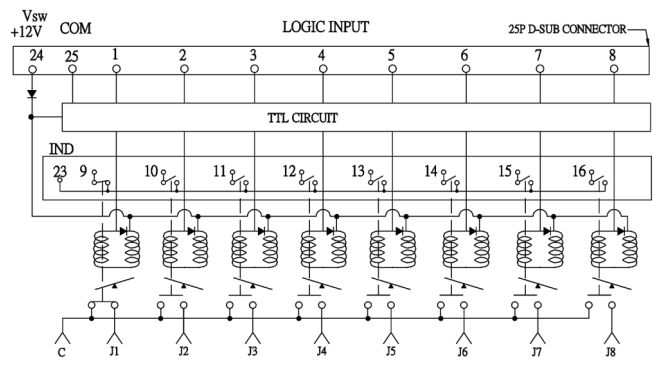 Vsw
+12V
COM
LOGIC INPUT
25P D-SUB CONNECTOR
24 25 1 2 3 4 5 6 7 8
TTL CIRCUIT
IND
23 9 10 11 12 13 14 15 16
C J1 J2 J3 J4 J5 J6 J7 J8